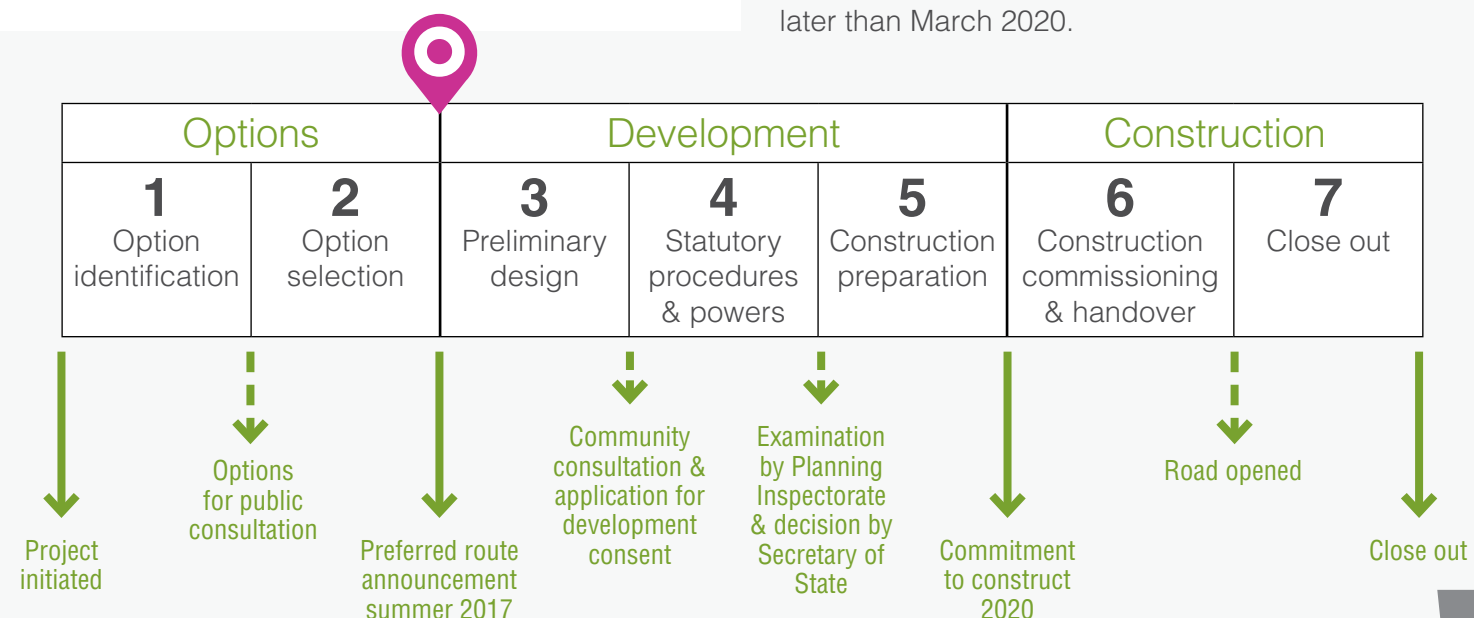 later than March 2020.
Options
Development
Construction
1
Option
identification
2
Option
selection
3
Preliminary
design
4
Statutory
procedures
& powers
5
Construction
preparation
6
Construction
commissioning
& handover
7
Close out
Project
initiated
Options
for public
consultation
Preferred route
announcement
summer 2017
Community
consultation &
application for
development
consent
Examination
by Planning
Inspectorate
& decision by
Secretary of
State
Commitment
to construct
2020
Road opened
Close out